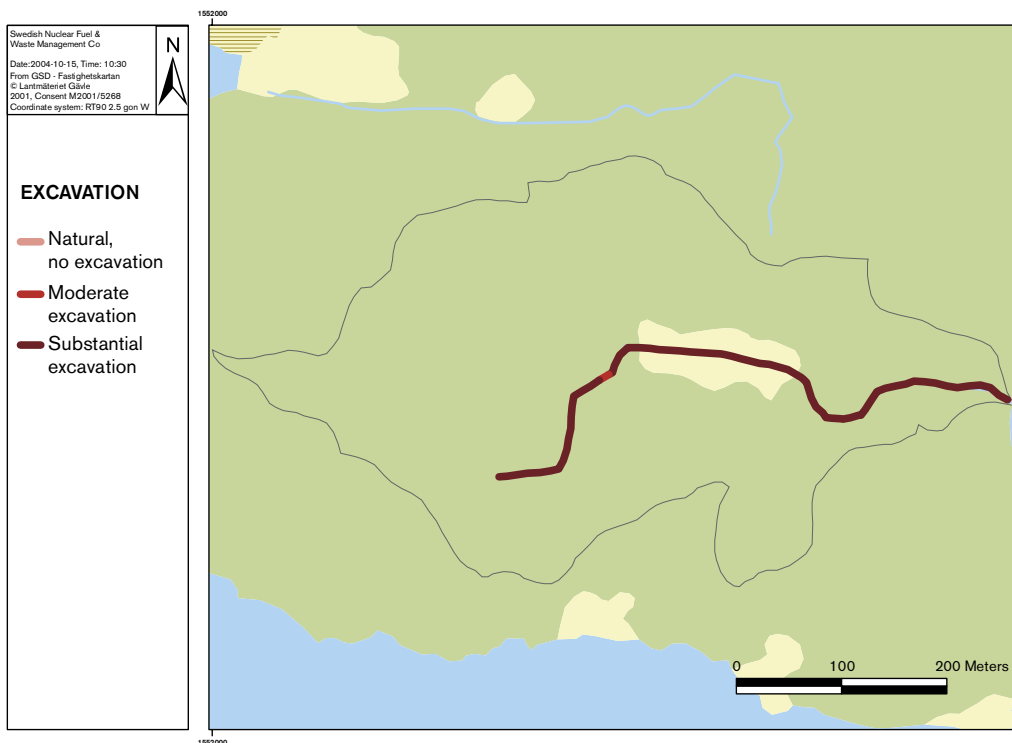 1552000
Swedish Nuclear Fuel &
Waste Management Co
N
Date:2004-10-15, Time: 10:30
From GSD - Fastighetskartan
© Lantmäteriet Gävle
2001, Consent M2001/5268
Coordinate system: RT90 2.5 gon W
EXCAVATION
Natural,
no excavation
Moderate
excavation
Substantial
excavation
0 100 200 Meters
1552000